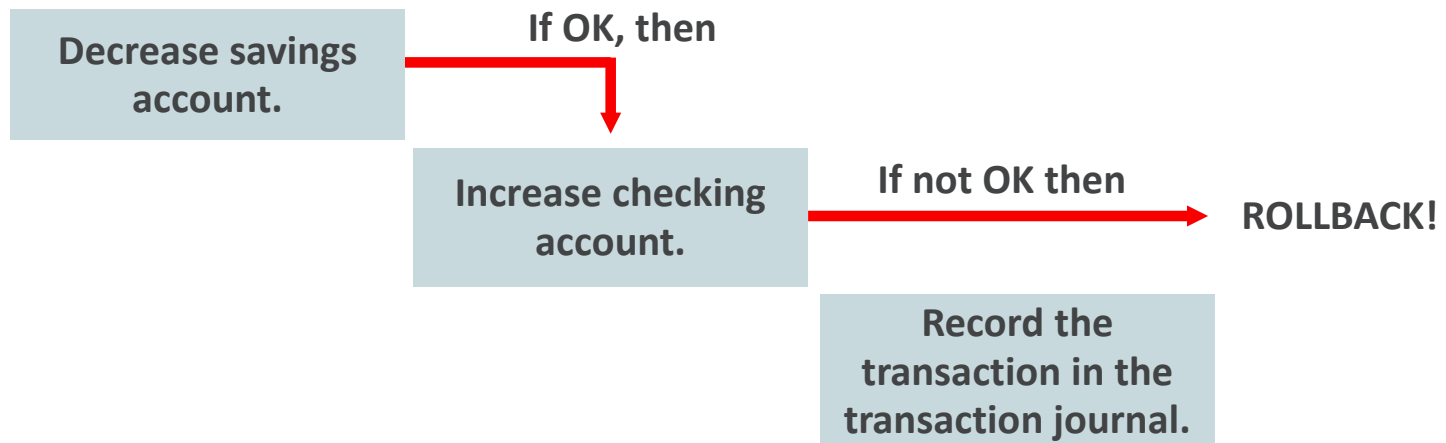 If OK, then
Decrease savings
account.
If not OK then
Increase checking
account.
ROLLBACK!
Record the
transaction in the
transaction journal.